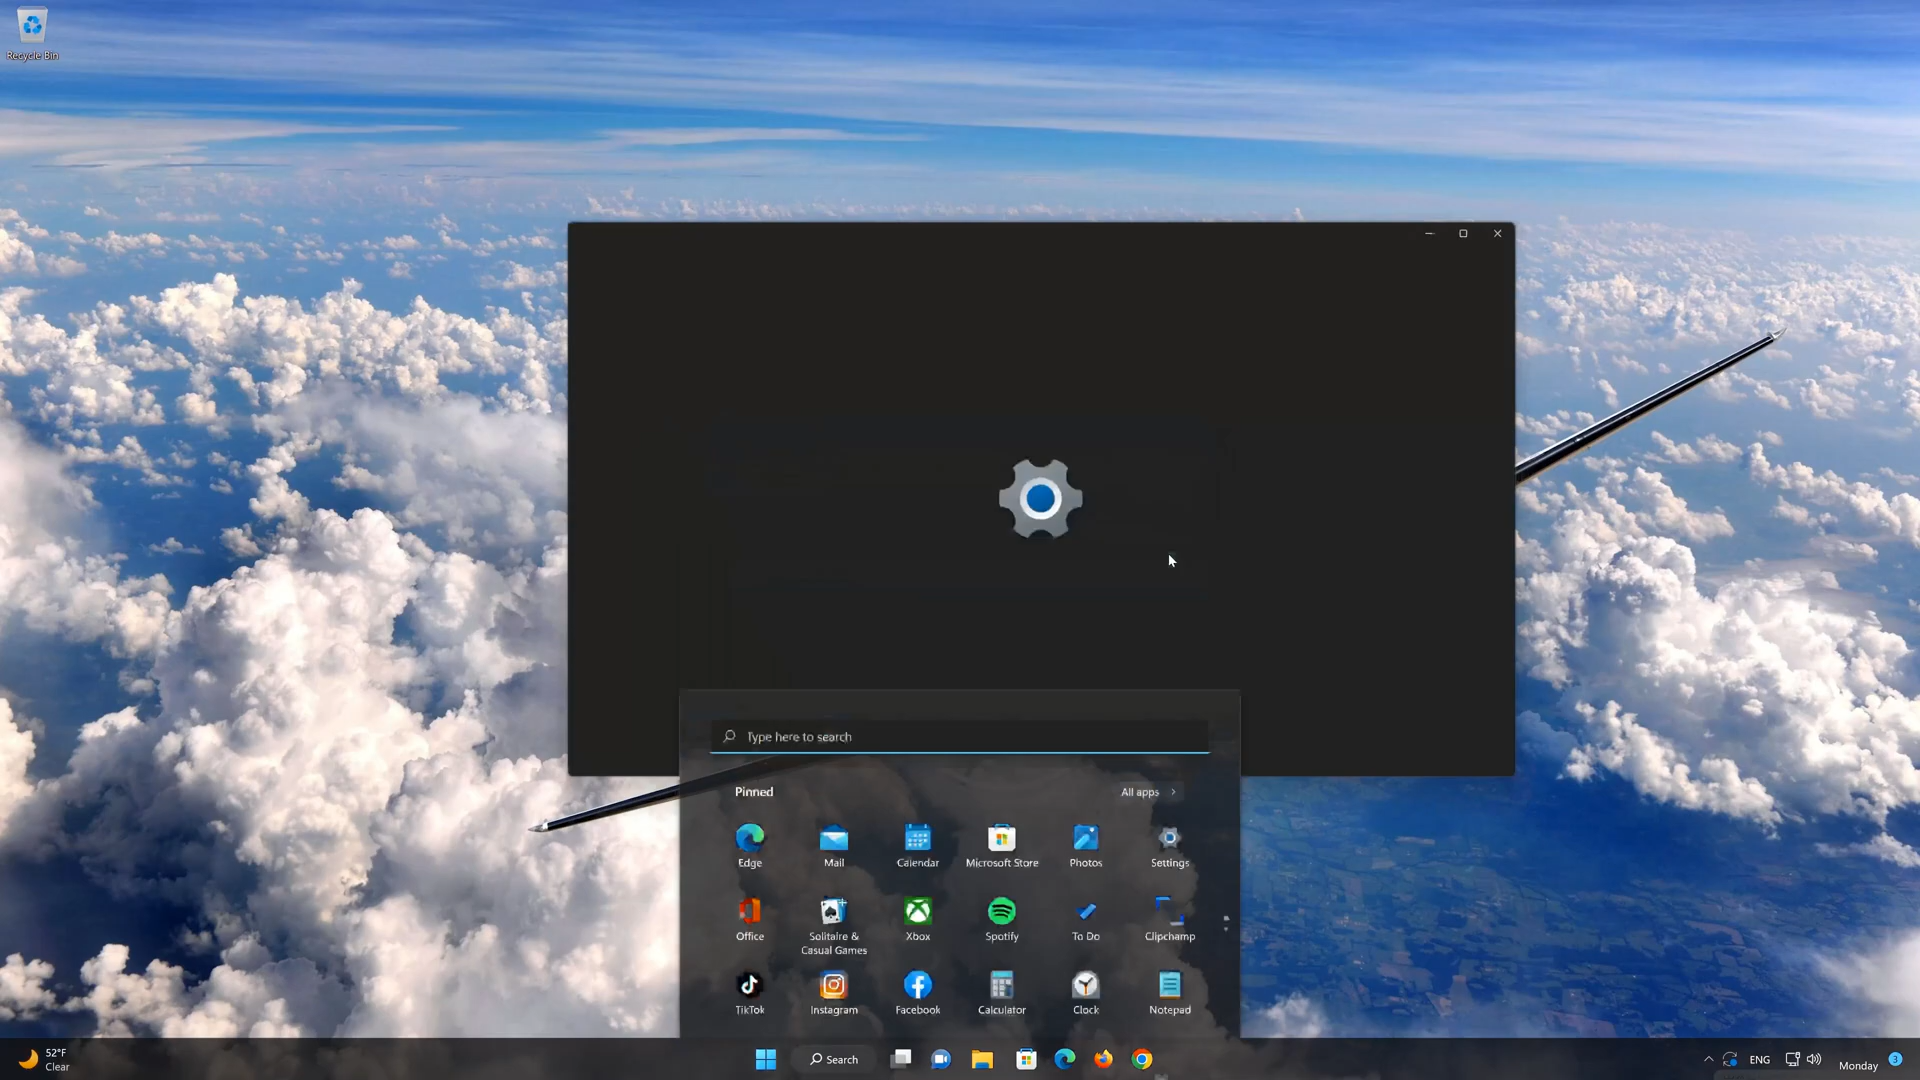 Recycle Bin
Type here to search
Pinned
All apps
Edge
Mail
Calendar
Microsoft Store
Photos
Settings
Office
Solitaire &
Casual Games
Xbox
Spotify
To Do
Clipchamp
TikTok
Instagram
Facebook
Calculator
Clock
Notepad
52°F
Clear
Search
ENG
Monday
3